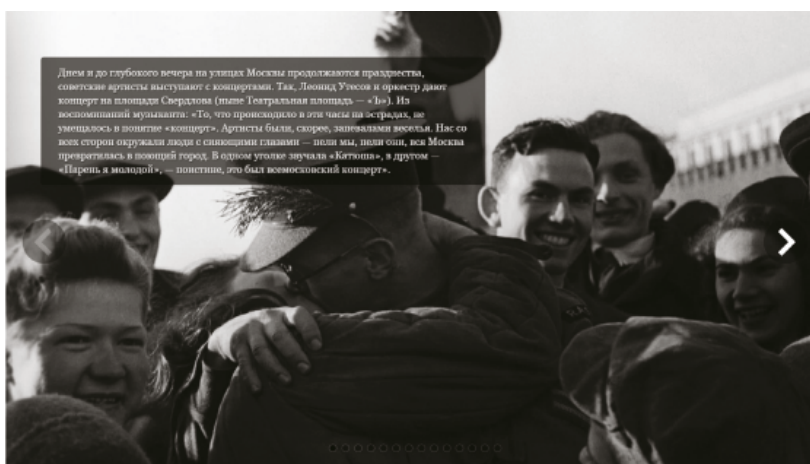 Днем и до глубокого вечера на улицах Москвы продолжаются празднества,
советские артисты выступают с концертами. Так, Леонид Утесов и оркестр дают
концерт на площади Свердлова (ныне Театральная площадь — «Ъ»). Из
воспоминаний музыканта: «То, что происходило в эти часы на эстрадах, не
умещалось в понятие «концерт». Артисты были, скорее, запевалами веселья. Нас со
всех сторон окружали люди с сияющими глазами — пели мы, пели они, вся Москва
превратилась в поющий город. В одном уголке звучала «Катюша», в другом —
«Парень я молодой», — поистине, это был всемосковский концерт».